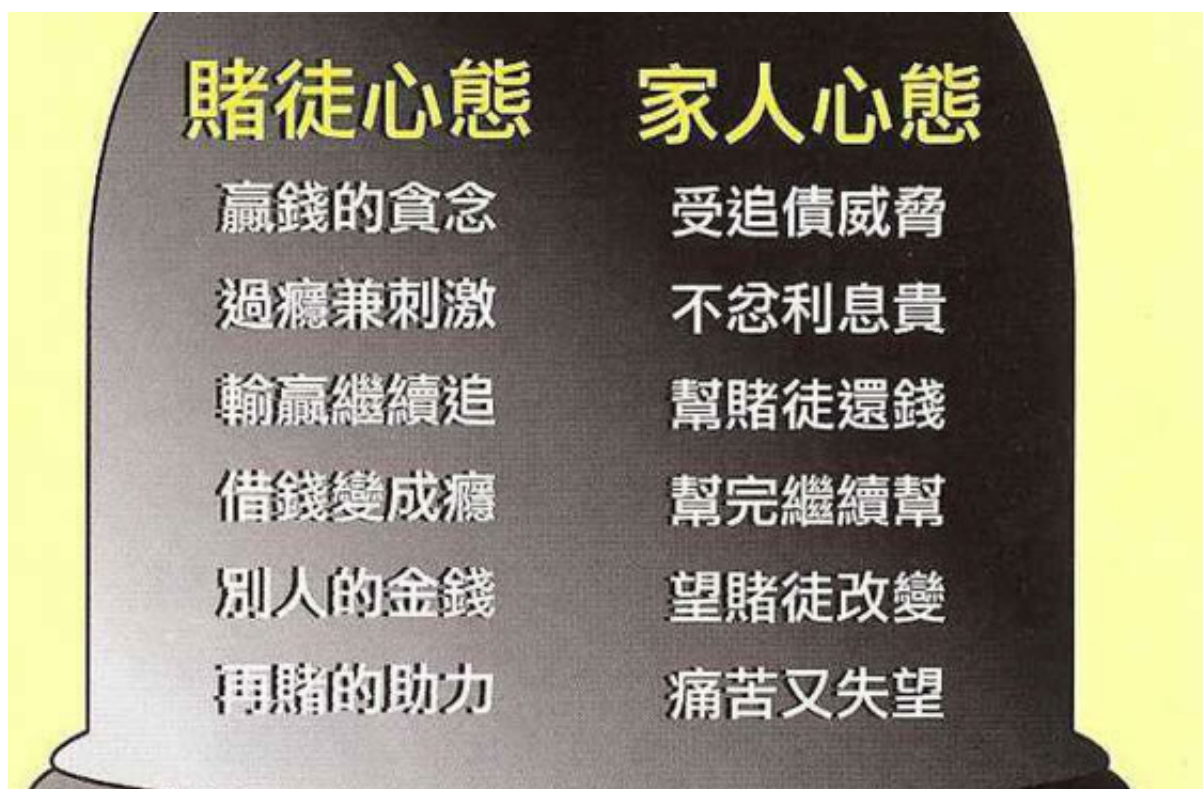 賭徒心態
贏錢的貪念
過癮兼刺激
輸贏繼續追
借錢變成癮
別人的金錢
再賭的助力
家人心態
受追債威脅
不忿利息貴
幫賭徒還錢
幫完繼續幫
望賭徒改變
痛苦又失望